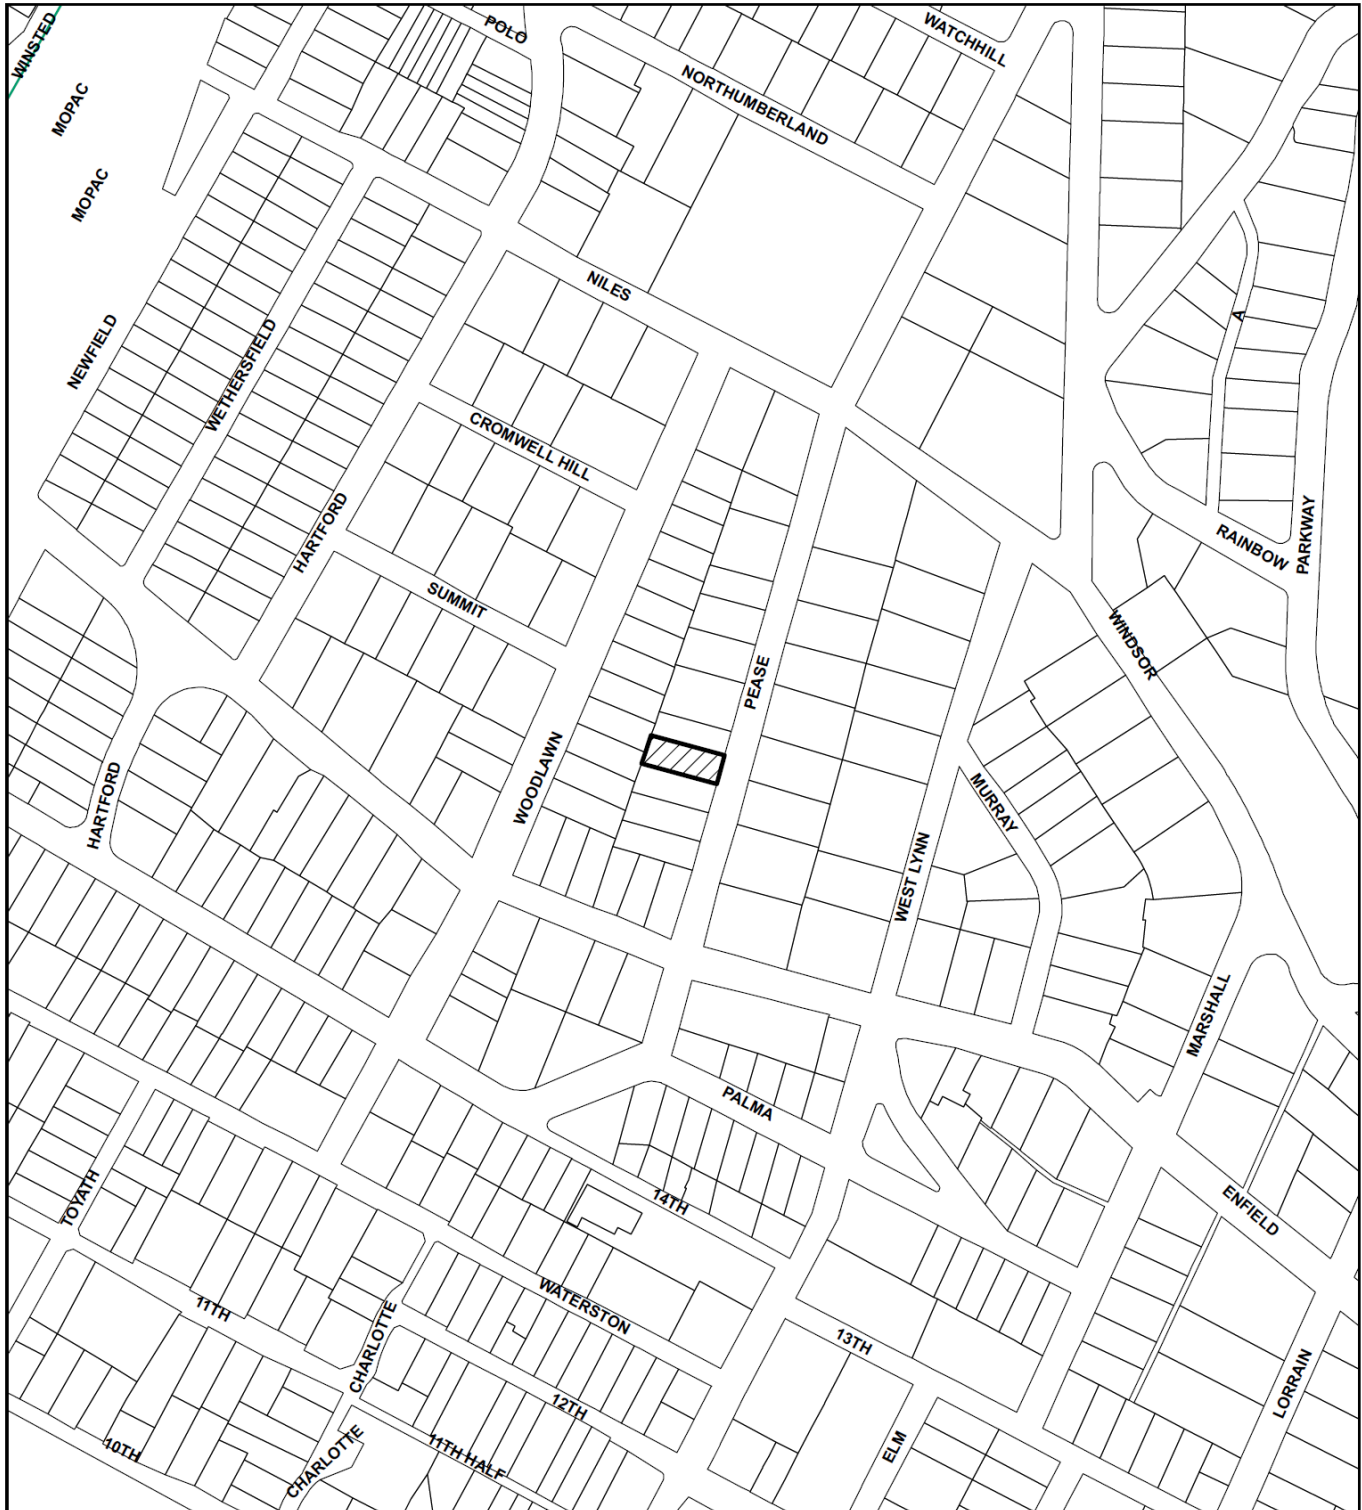 WINSTED
POLO
WATCHHILL
MOPAC
NORTHUMBERLAND
MOPAC
NILES
A
NEWFIELD
WETHERSFIELD
CROMWELL HILL
HARTFORD
RAINBOW
PARKWAY
SUMMIT
WINDSOR
PEASE
WOODLAWN
HARTFORD
MURRAY
WEST LYNN
MARSHALL
PALMA
TOYATH
14TH
ENFIELD
WATERSTON
11TH
CHARLOTTE
13TH
LORRAIN
12TH
ELM
10TH
CHARLOTTE
11TH HALF